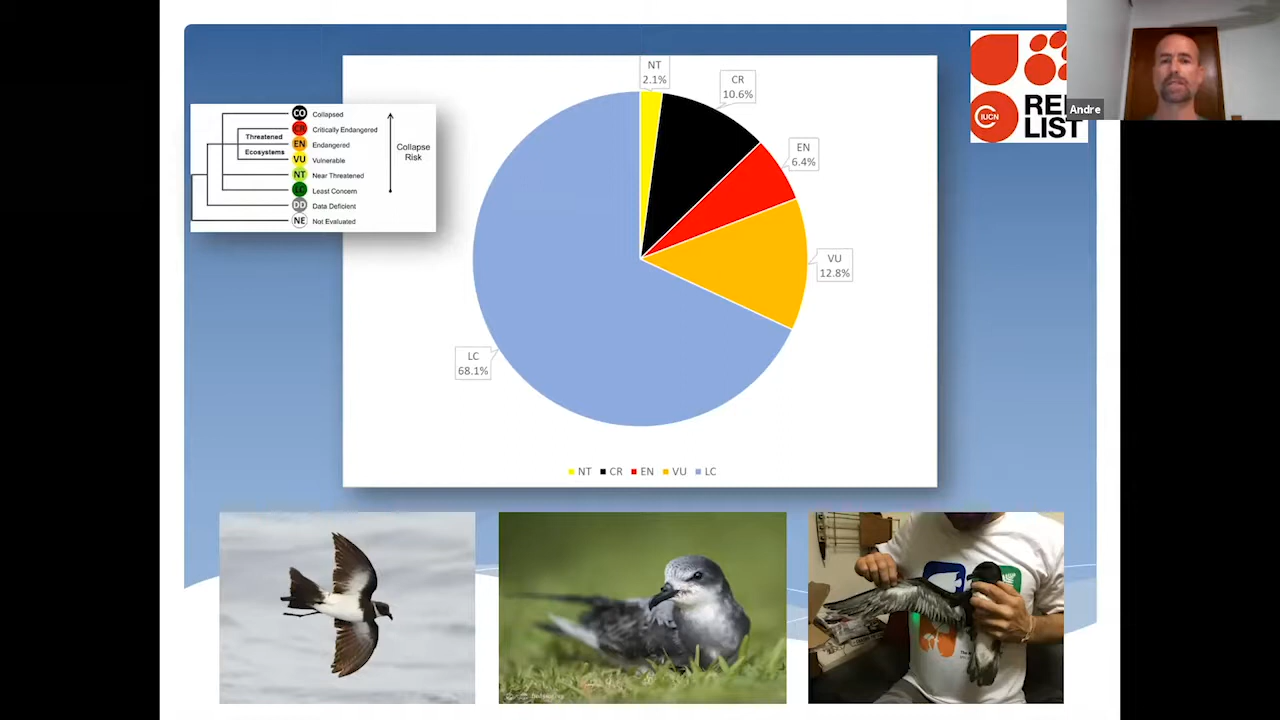 NT
2.1%
CR
10.6%
EN
6.4%
VU
12.8%
LC
68.1%
NT CR EN VU LC
CO Collapsed
CR Critically Endangered
EN Endangered
VU Vulnerable
NT Near Threatened
LC Least Concern
DD Data Deficient
NE Not Evaluated
Threatened
Ecosystems
Collapse
Risk
IUCN
RE
LIST
Andre